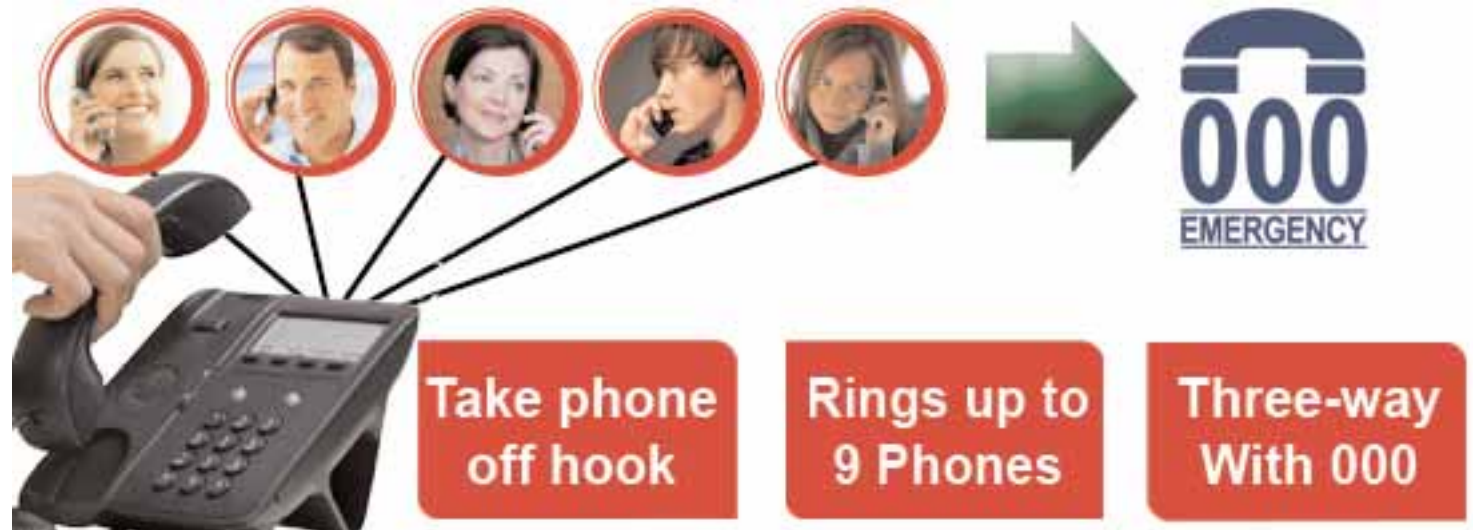 000
EMERGENCY
Take phone
off hook
Rings up to
9 Phones
Three-way
With 000